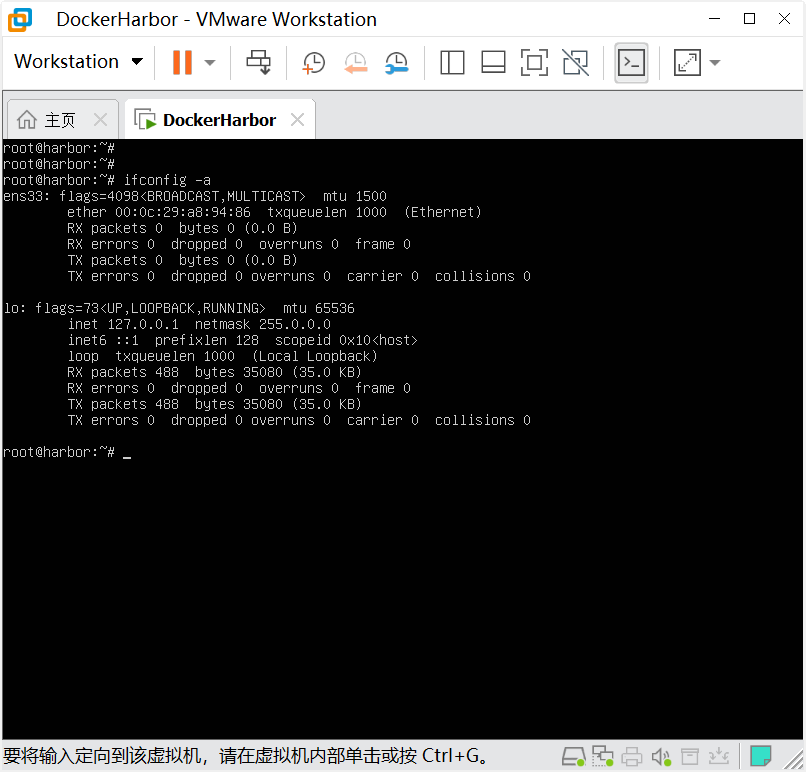 DockerHarbor - VMware Workstation
Workstation
主页
DockerHarbor
root@harbor:~#
root@harbor:~#
root@harbor:~# ifconfig -a
ens33: flags=4098<BROADCAST,MULTICAST>  mtu 1500
        ether 00:0c:29:a8:94:86  txqueuelen 1000  (Ethernet)
        RX packets 0  bytes 0 (0.0 B)
        RX errors 0  dropped 0  overruns 0  frame 0
        TX packets 0  bytes 0 (0.0 B)
        TX errors 0  dropped 0 overruns 0  carrier 0  collisions 0
lo: flags=73<UP,LOOPBACK,RUNNING>  mtu 65536
        inet 127.0.0.1  netmask 255.0.0.0
        inet6 ::1  prefixlen 128  scopeid 0x10<host>
        loop  txqueuelen 1000  (Local Loopback)
        RX packets 488  bytes 35080 (35.0 KB)
        RX errors 0  dropped 0  overruns 0  frame 0
        TX packets 488  bytes 35080 (35.0 KB)
        TX errors 0  dropped 0 overruns 0  carrier 0  collisions 0
root@harbor:~# _
要将输入定向到该虚拟机，请在虚拟机内部单击或按 Ctrl+G。